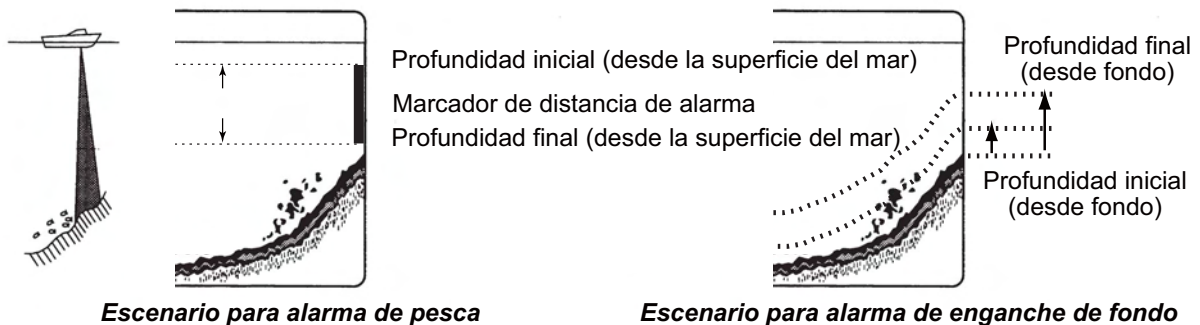 Profundidad inicial (desde la superficie del mar)
Marcador de distancia de alarma
Profundidad final (desde la superficie del mar)
Profundidad final
(desde fondo)
Profundidad inicial
(desde fondo)
Escenario para alarma de pesca
Escenario para alarma de enganche de fondo